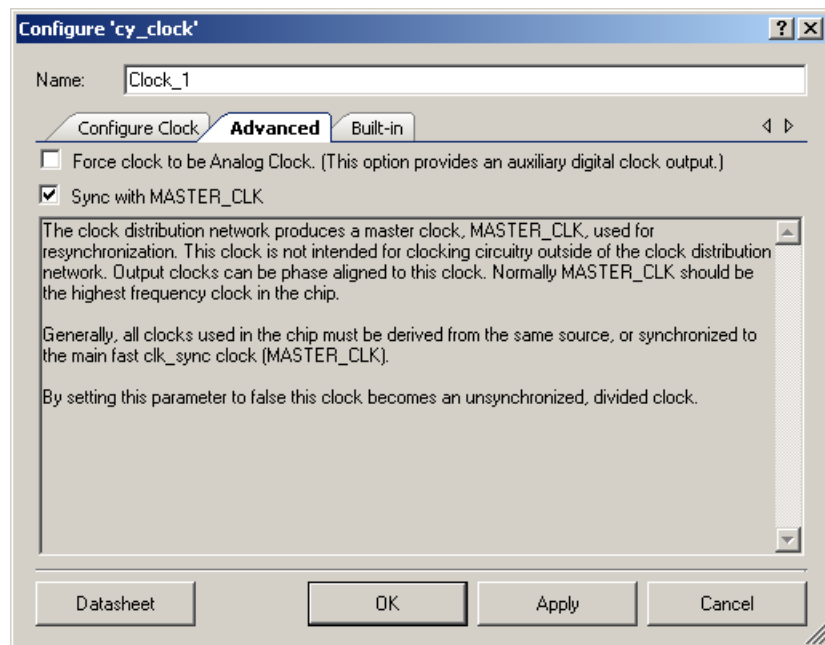 Configure 'cy_clock'
Name: Clock_1
Configure Clock Advanced Built-in
Force clock to be Analog Clock. (This option provides an auxiliary digital clock output.)
Sync with MASTER_CLK
The clock distribution network produces a master clock, MASTER_CLK, used for
resynchronization. This clock is not intended for clocking circuitry outside of the clock distribution
network. Output clocks can be phase aligned to this clock. Normally MASTER_CLK should be
the highest frequency clock in the chip.
Generally, all clocks used in the chip must be derived from the same source, or synchronized to
the main fast clk_sync clock (MASTER_CLK).
By setting this parameter to false this clock becomes an unsynchronized, divided clock.
Datasheet OK Apply Cancel